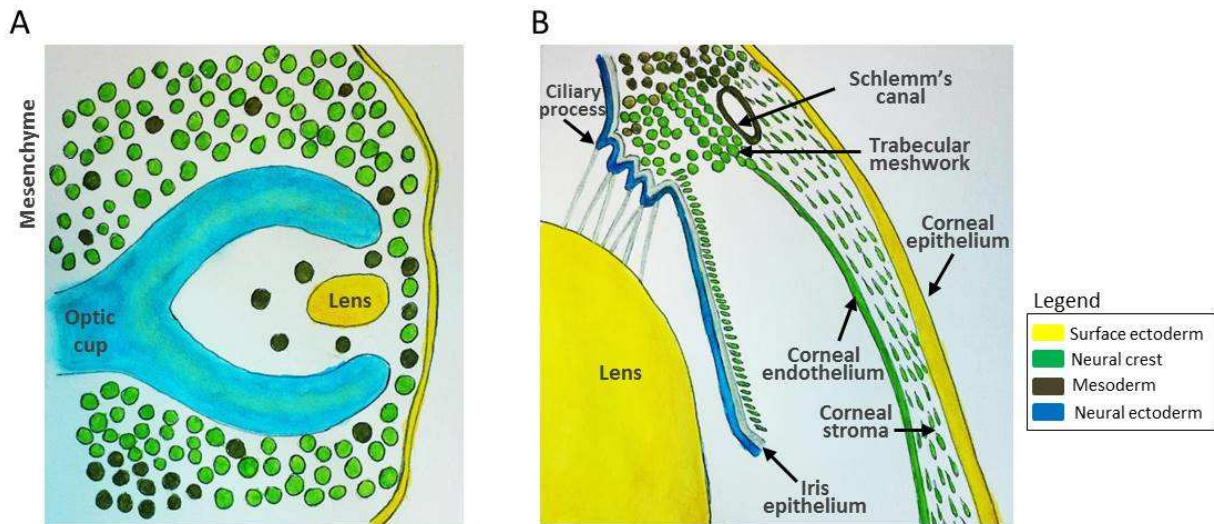 A
Mesenchyme
Optic
cup
Lens
B
Ciliary
process
Schlemm's
canal
Trabecular
meshwork
Corneal
epithelium
Lens
Corneal
endothelium
Corneal
stroma
Iris
epithelium
Legend
Surface ectoderm
Neural crest
Mesoderm
Neural ectoderm